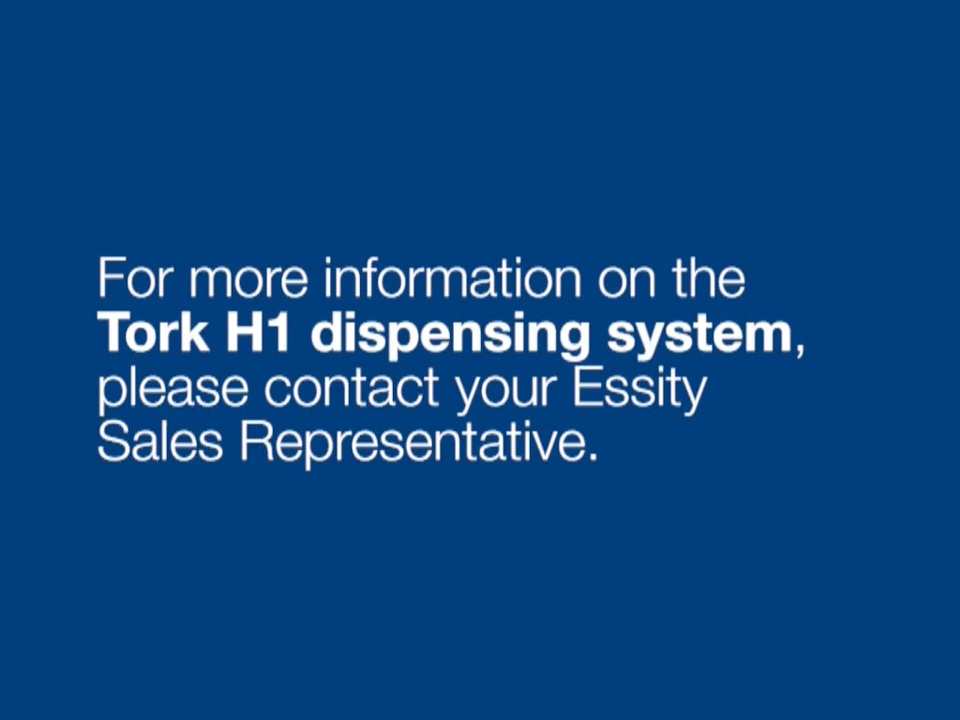 For more information on the
Tork H1 dispensing system,
please contact your Essity
Sales Representative.